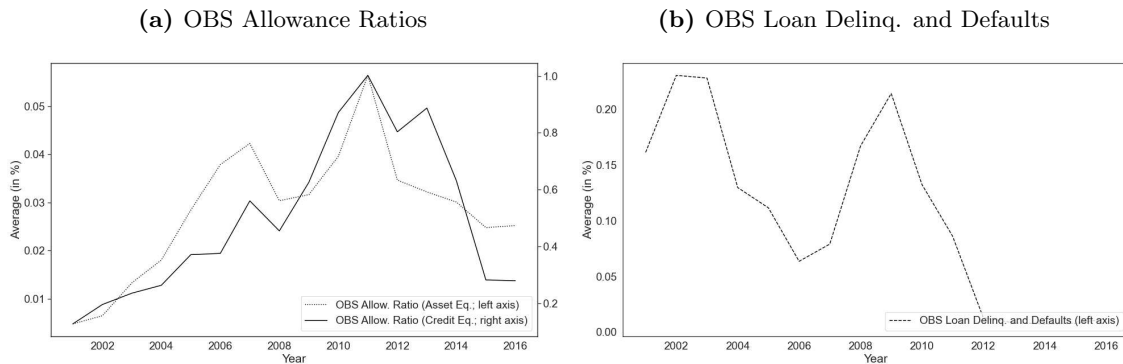 (a) OBS Allowance Ratios
(b) OBS Loan Delinq. and Defaults
0.05
0.04
0.03
0.02
0.01
Average (in %)
1.0
0.8
0.6
0.4
0.2
OBS Allow. Ratio (Asset Eq.; left axis)
OBS Allow. Ratio (Credit Eq.; right axis)
2002 2004 2006 2008 2010 2012 2014 2016
Year
0.20
0.15
0.10
0.05
0.00
Average (in %)
OBS Loan Delinq. and Defaults (left axis)
2002 2004 2006 2008 2010 2012 2014 2016
Year